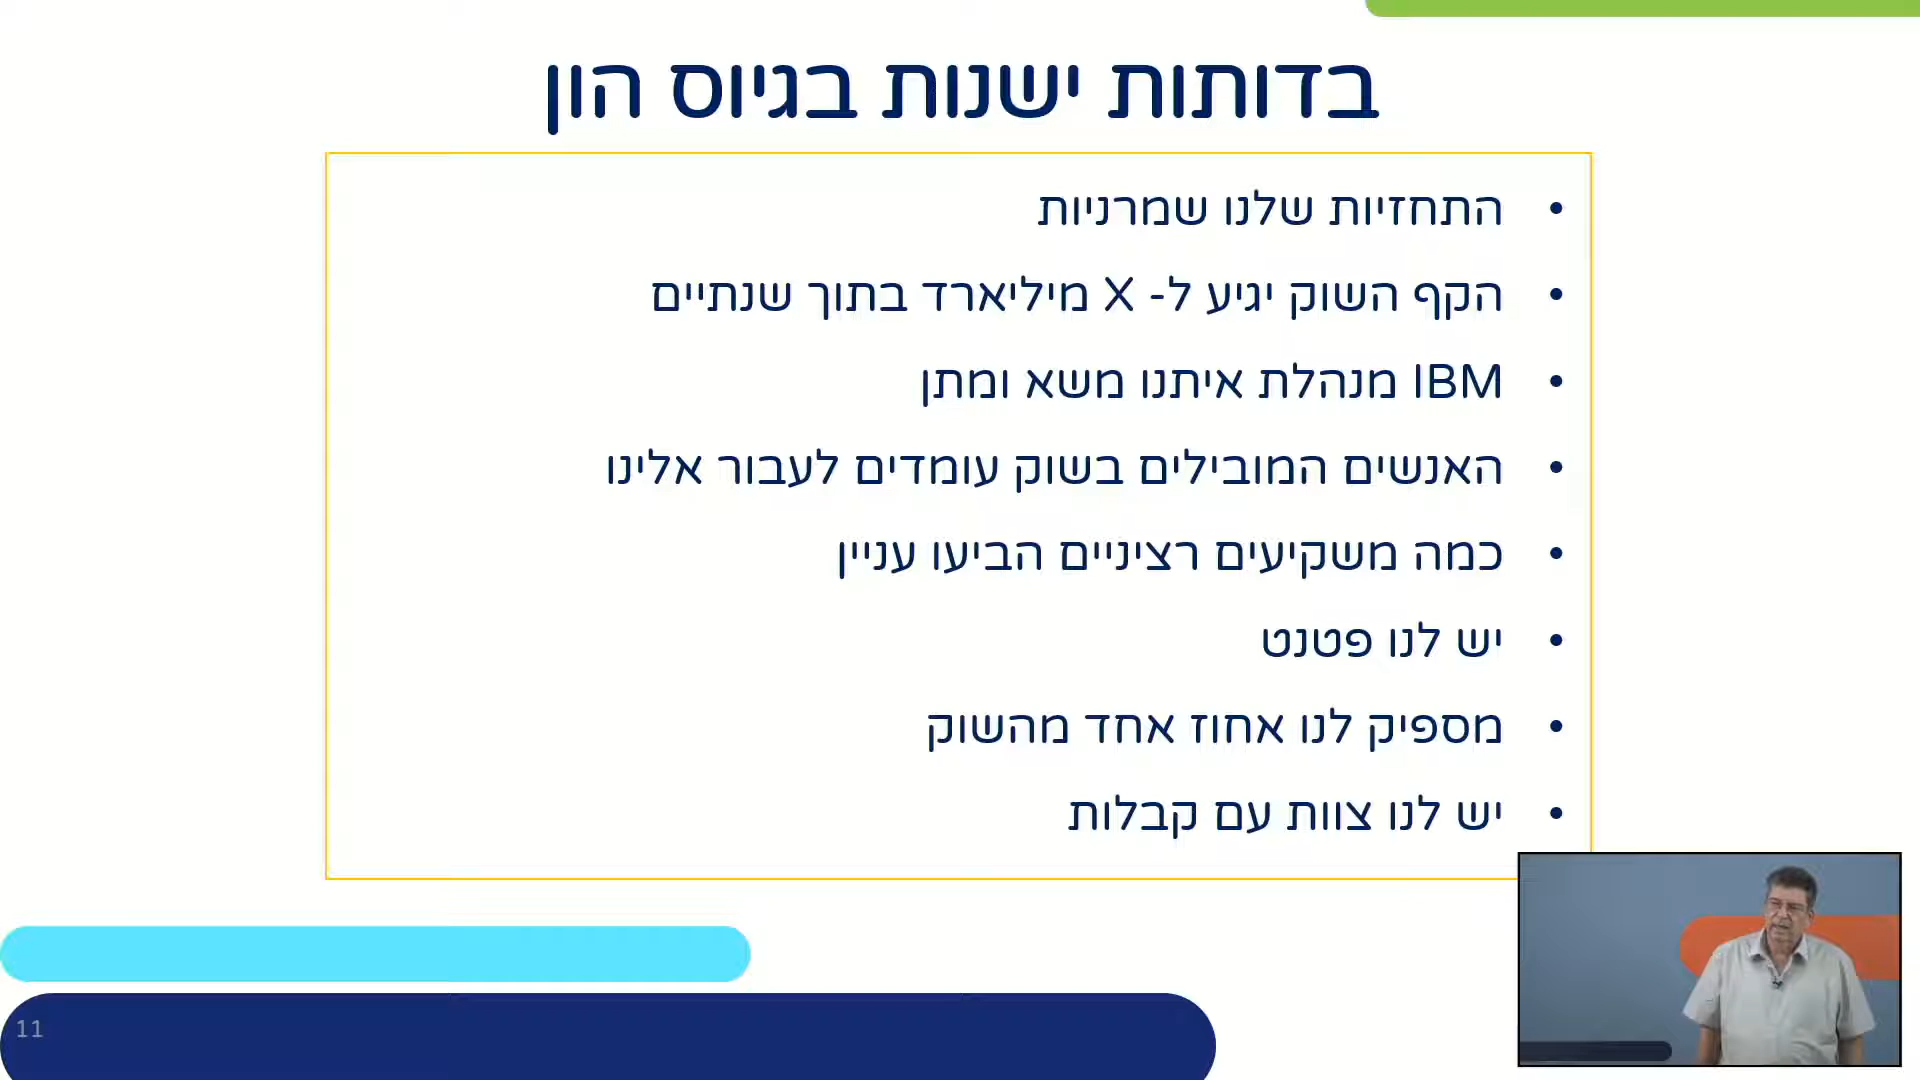 בדותות ישנות בגיוס הון
• התחזיות שלנו שמרניות
• הקף השוק יגיע ל- X מיליארד בתוך שנתיים
• IBM מנהלת איתנו משא ומתן
• האנשים המובילים בשוק עומדים לעבור אלינו
• כמה משקיעים רציניים הביעו עניין
• יש לנו פטנט
• מספיק לנו אחוז אחד מהשוק
• יש לנו צוות עם קבלות
11